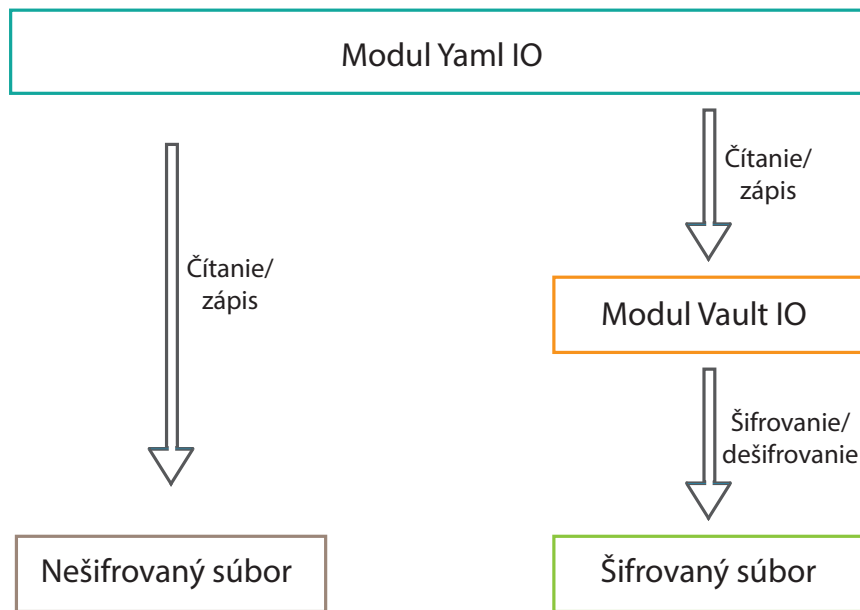 Modul Yaml IO
Čítanie/
zápis
Čítanie/
zápis
Modul Vault IO
Šifrovanie/
dešifrovanie
Nešifrovaný súbor
Šifrovaný súbor